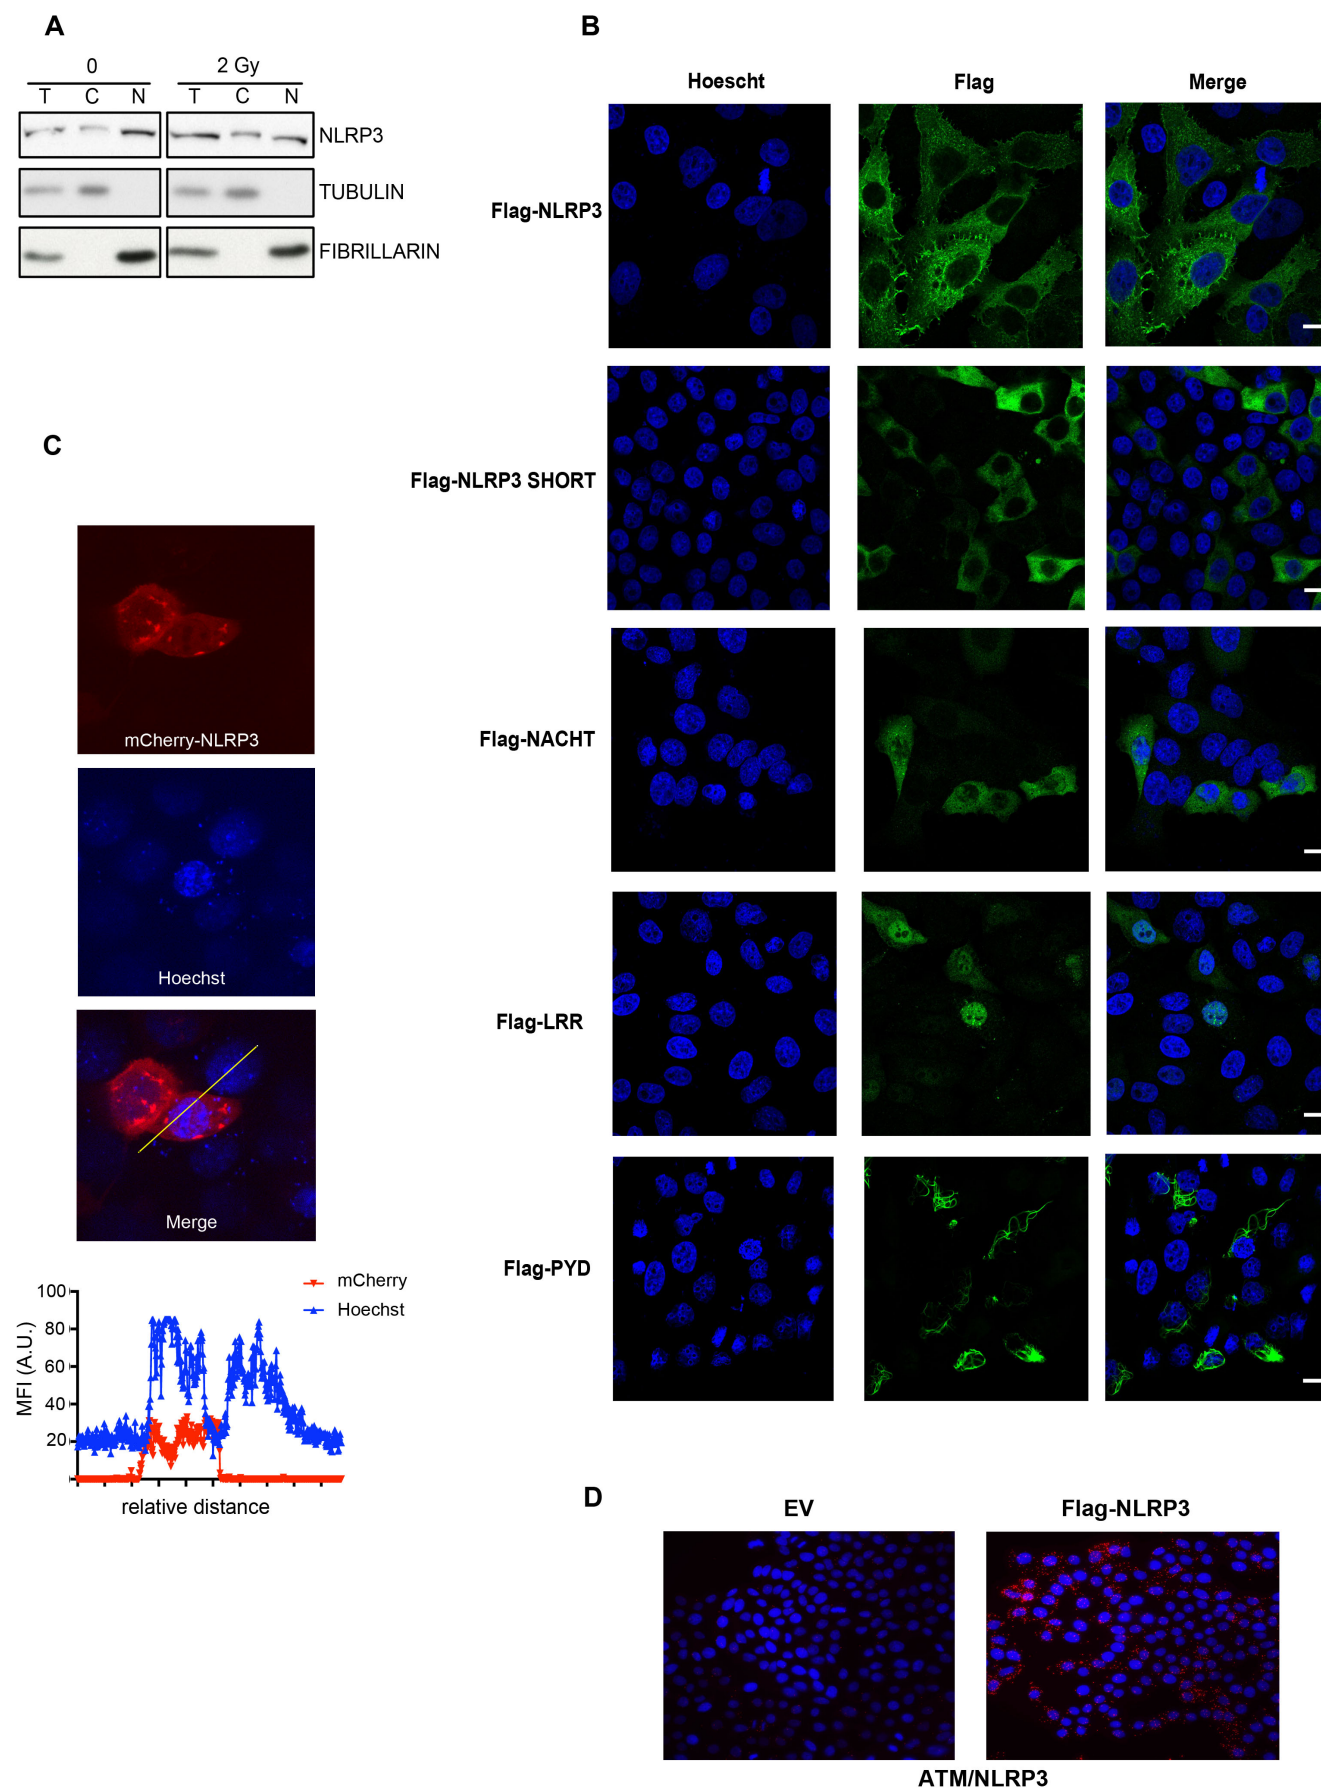 A
0
2 Gy
T C N T C N
NLRP3
TUBULIN
FIBRILLARIN
B
Hoescht Flag Merge
Flag-NLRP3
Flag-NLRP3 SHORT
Flag-NACHT
Flag-LRR
Flag-PYD
C
mCherry-NLRP3
Hoechst
Merge
mCherry
Hoechst
100
80
60
40
20
MFI (A.U.)
relative distance
D
EV Flag-NLRP3
ATM/NLRP3